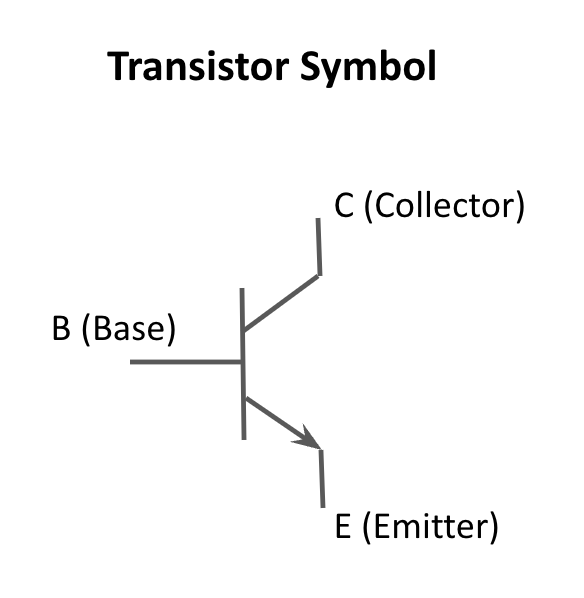 Transistor Symbol
C (Collector)
B (Base)
E (Emitter)